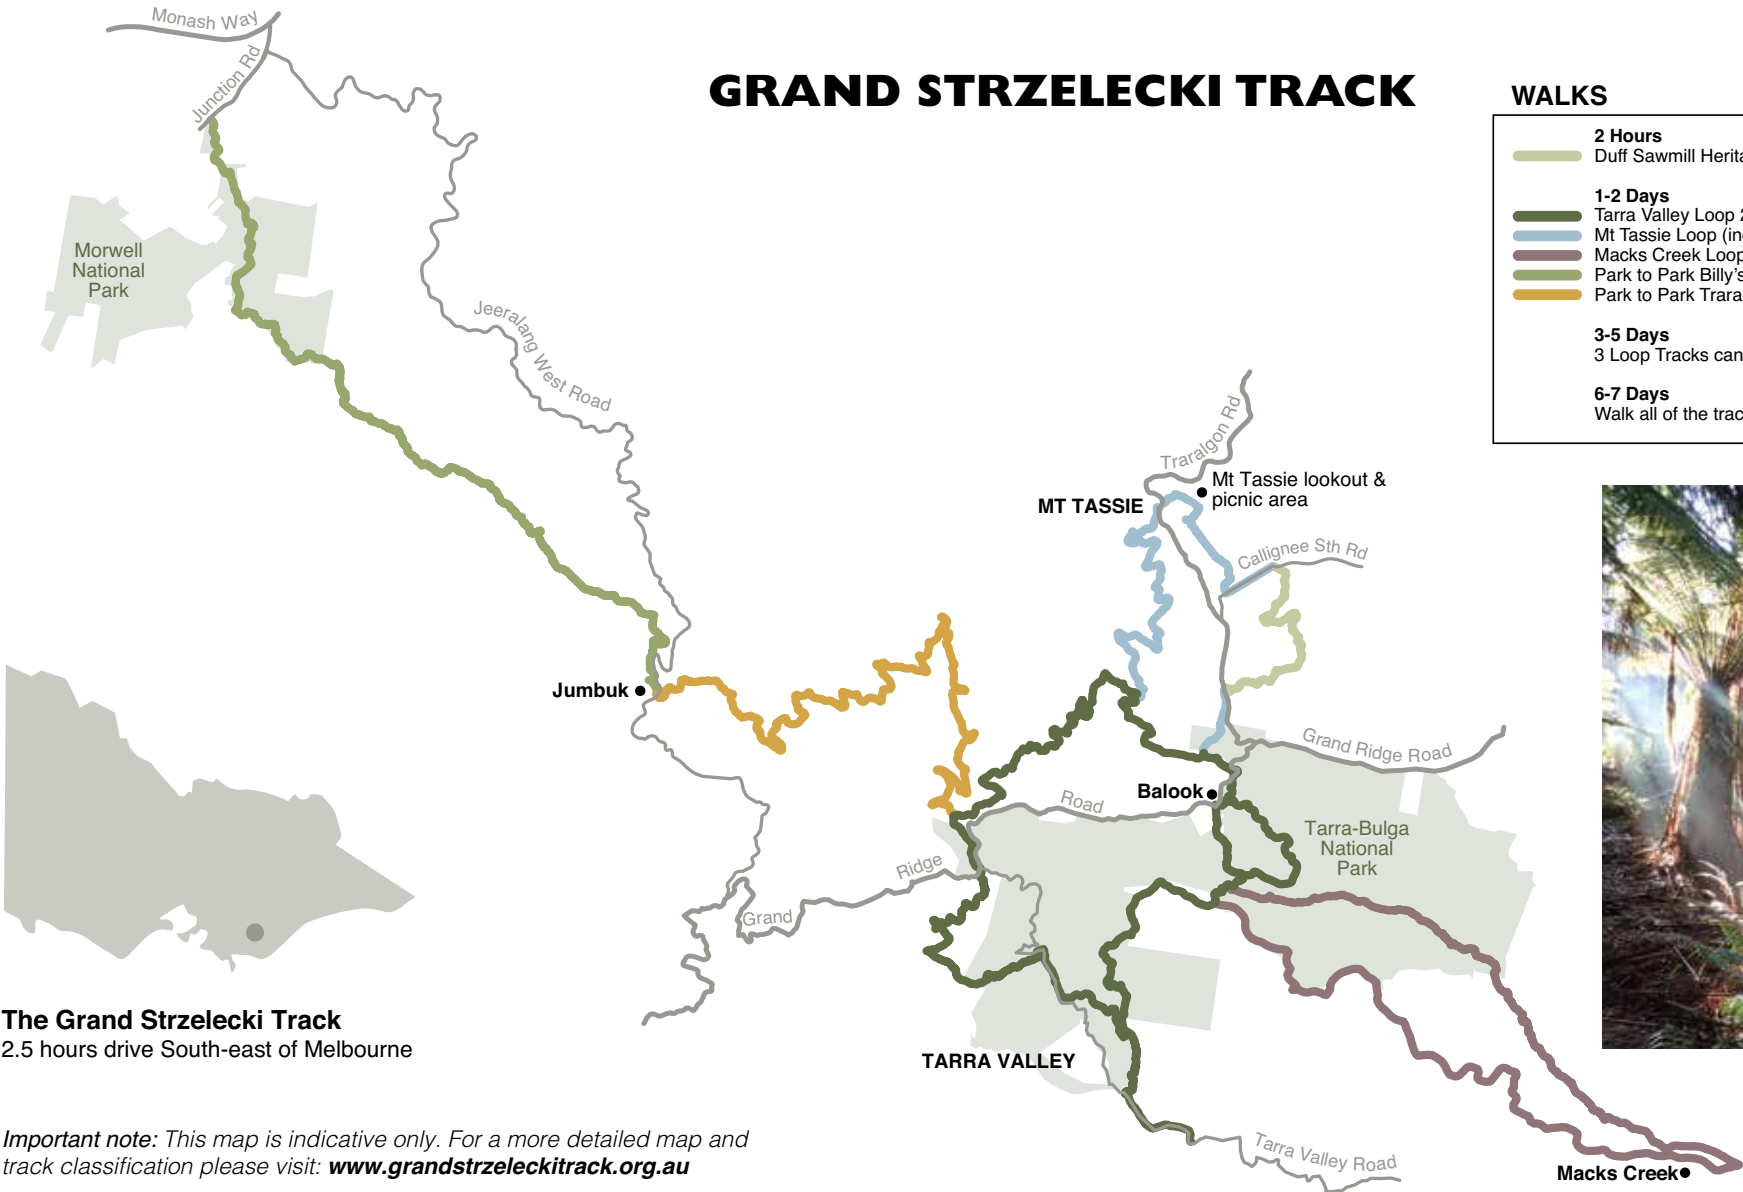 GRAND STRZELECKI TRACK
Monash Way
Junction Rd
Morwell
National
Park
Jeeralang West Road
Jumbuk
Traralgon Rd
Mt Tassie lookout &
picnic area
MT TASSIE
Callignee Sth Rd
Grand Ridge Road
Balook
Road
Ridge
Grand
Tarra-Bulga
National
Park
TARRA VALLEY
Tarra Valley Road
Macks Creek
WALKS
2 Hours
Duff Sawmill
1-2 Days
Tarra Valley Loop
Mt Tassie Loop
Macks Creek Loop
Park to Park Billy's
Park to Park
3-5 Days
3 Loop Tracks can
6-7 Days
Walk all of the
The Grand Strzelecki Track
2.5 hours drive South-east of Melbourne
Important note: This map is indicative only. For a more detailed map and
track classification please visit: www.grandstrzeleckitrack.org.au